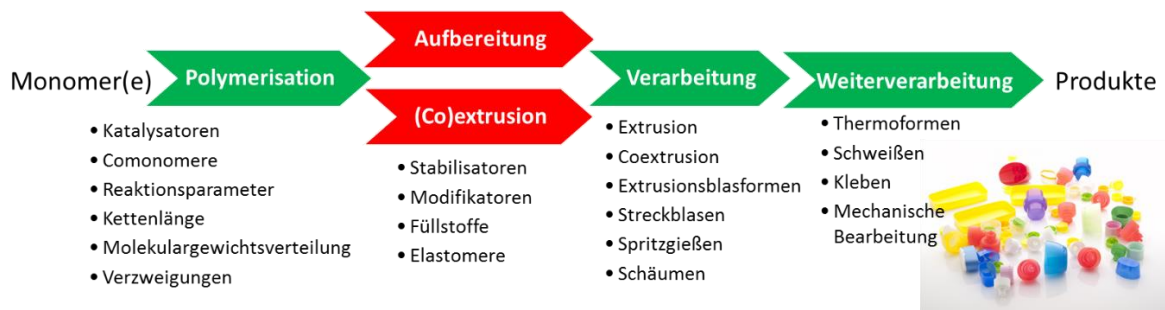 Monomer(e)
Polymerisation
Aufbereitung
(Co)extrusion
Verarbeitung
Weiterverarbeitung
Produkte
• Katalysatoren
• Comonomere
• Reaktionsparameter
• Kettenlänge
• Molekulargewichtsverteilung
• Verzweigungen
• Stabilisatoren
• Modifikatoren
• Füllstoffe
• Elastomere
• Extrusion
• Coextrusion
• Extrusionsblasformen
• Streckblasen
• Spritzgießen
• Schäumen
• Thermoformen
• Schweißen
• Kleben
• Mechanische
Bearbeitung